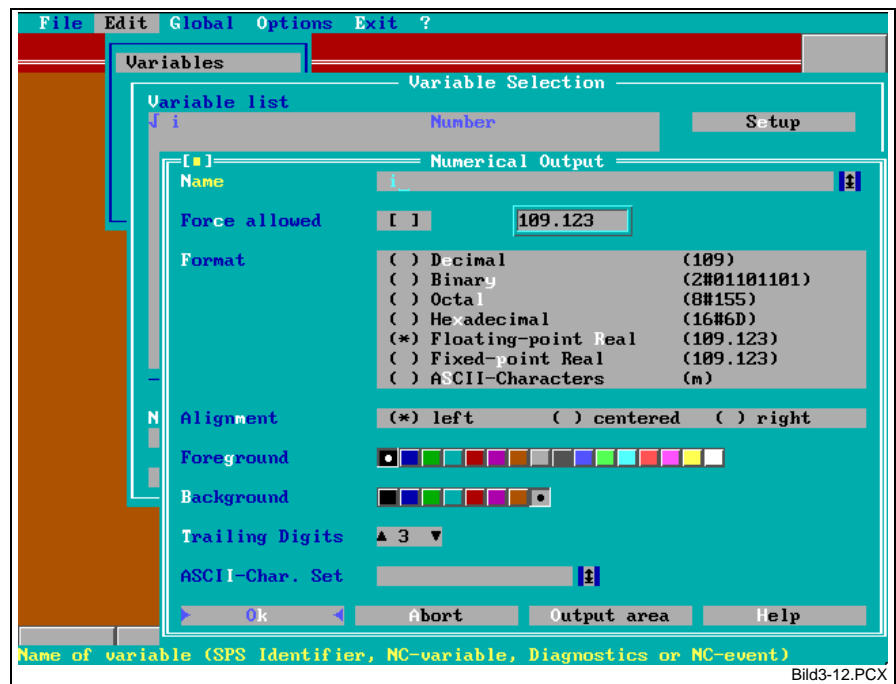 File Edit Global Options Exit ?
Variables
Variable Selection
Variable list
√ i Number Setup
[■] Numerical Output
Name i_
Force allowed [ ] 109.123
Format ( ) Decimal (109)
( ) Binary (2#01101101)
( ) Octal (8#155)
( ) Hexadecimal (16#6D)
(*) Floating-point Real (109.123)
( ) Fixed-point Real (109.123)
( ) ASCII-Characters (m)
N Alignment (*) left ( ) centered ( ) right
Foreground
Background
Trailing Digits ▲ 3 ▼
ASCII-Char. Set
Ok Abort Output area Help
Name of variable (SPS Identifier, NC-variable, Diagnostics or NC-event)
Bild3-12.PCX